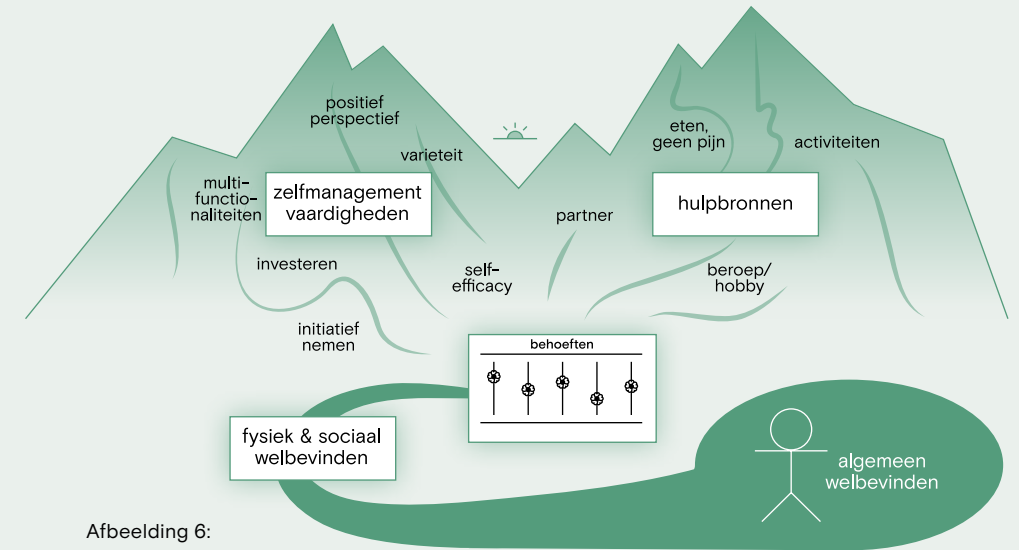 positief
perspectief
varieteit
multi-
functio-
naliteiten
zelfmanagement
vaardigheden
investeren
initiatief
nemen
self-
efficacy
partner
eten,
geen pijn
activiteiten
hulpbronnen
beroep/
hobby
behoeften
fysiek & sociaal
welbevinden
algemeen
welbevinden
Afbeelding 6: